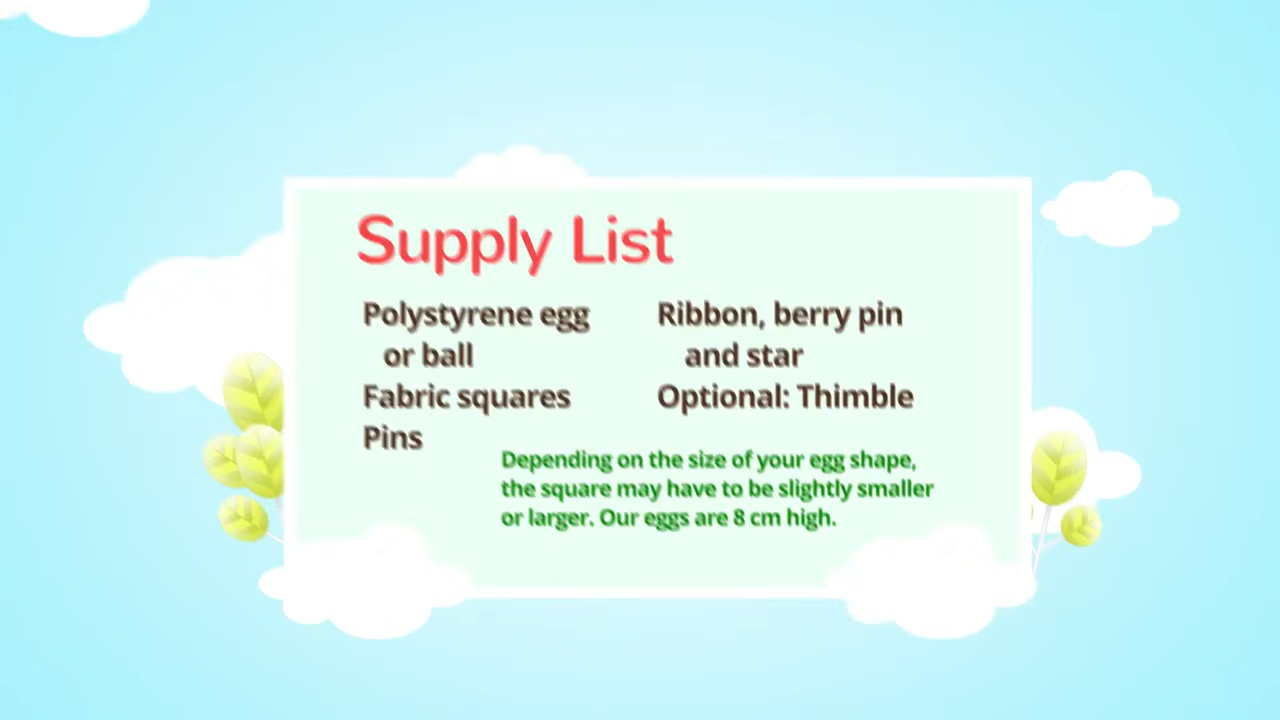 Supply List
Polystyrene egg
or ball
Fabric squares
Pins
Ribbon, berry pin
and star
Optional: Thimble
Depending on the size of your egg shape,
the square may have to be slightly smaller
or larger. Our eggs are 8 cm high.